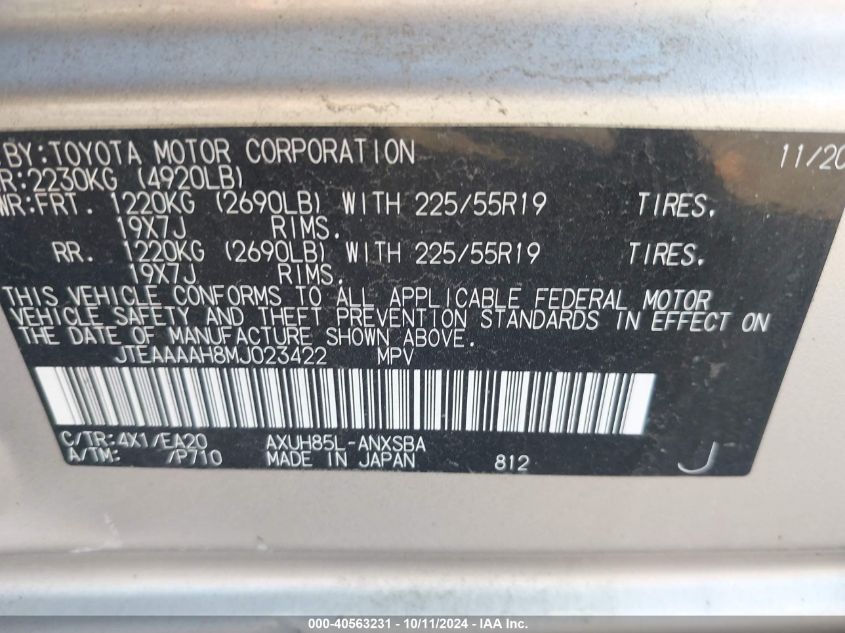 BY:TOYOTA MOTOR CORPORATION 11/20
R:2230KG (4920LB)
WR:FRT. 1220KG (2690LB) WITH 225/55R19 TIRES.
19X7J RIMS.
RR. 1220KG (2690LB) WITH 225/55R19 TIRES.
19X7J RIMS.
THIS VEHICLE CONFORMS TO ALL APPLICABLE FEDERAL MOTOR
VEHICLE SAFETY AND THEFT PREVENTION STANDARDS IN EFFECT ON
THE DATE OF MANUFACTURE SHOWN ABOVE.
JTEAAAAH8MJ023422 MPV
C/TR:4X1/EA20 AXUH85L-ANXSBA
A/TM: /P710 MADE IN JAPAN 812 J
000-40563231 - 10/11/2024 - IAA Inc.